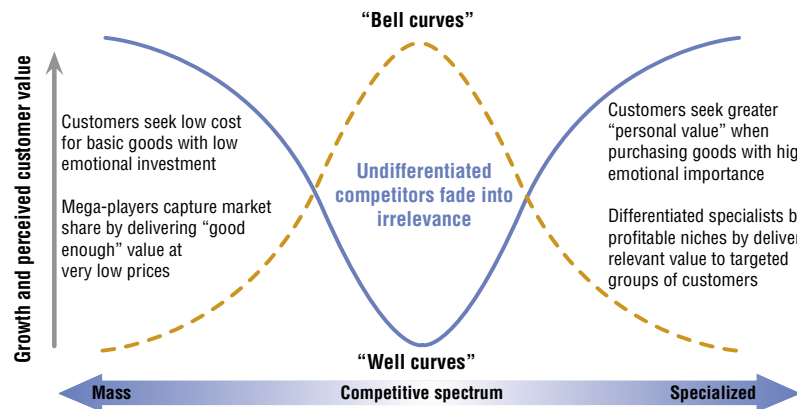 "Bell curves"
Growth and perceived customer value
Customers seek low cost
for basic goods with low
emotional investment
Mega-players capture market
share by delivering "good
enough" value at
very low prices
Undifferentiated
competitors fade into
irrelevance
Customers seek greater
"personal value" when
purchasing goods with hig
emotional importance
Differentiated specialists b
profitable niches by deliver
relevant value to targeted
groups of customers
"Well curves"
Mass
Competitive spectrum
Specialized